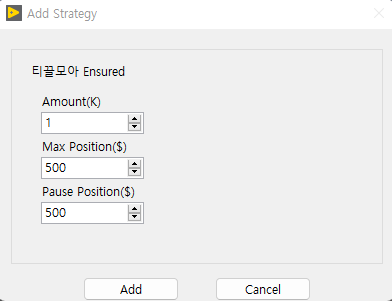 Add Strategy
티끌모아 Ensured
Amount(K)
1
Max Position($)
500
Pause Position($)
500
Add
Cancel